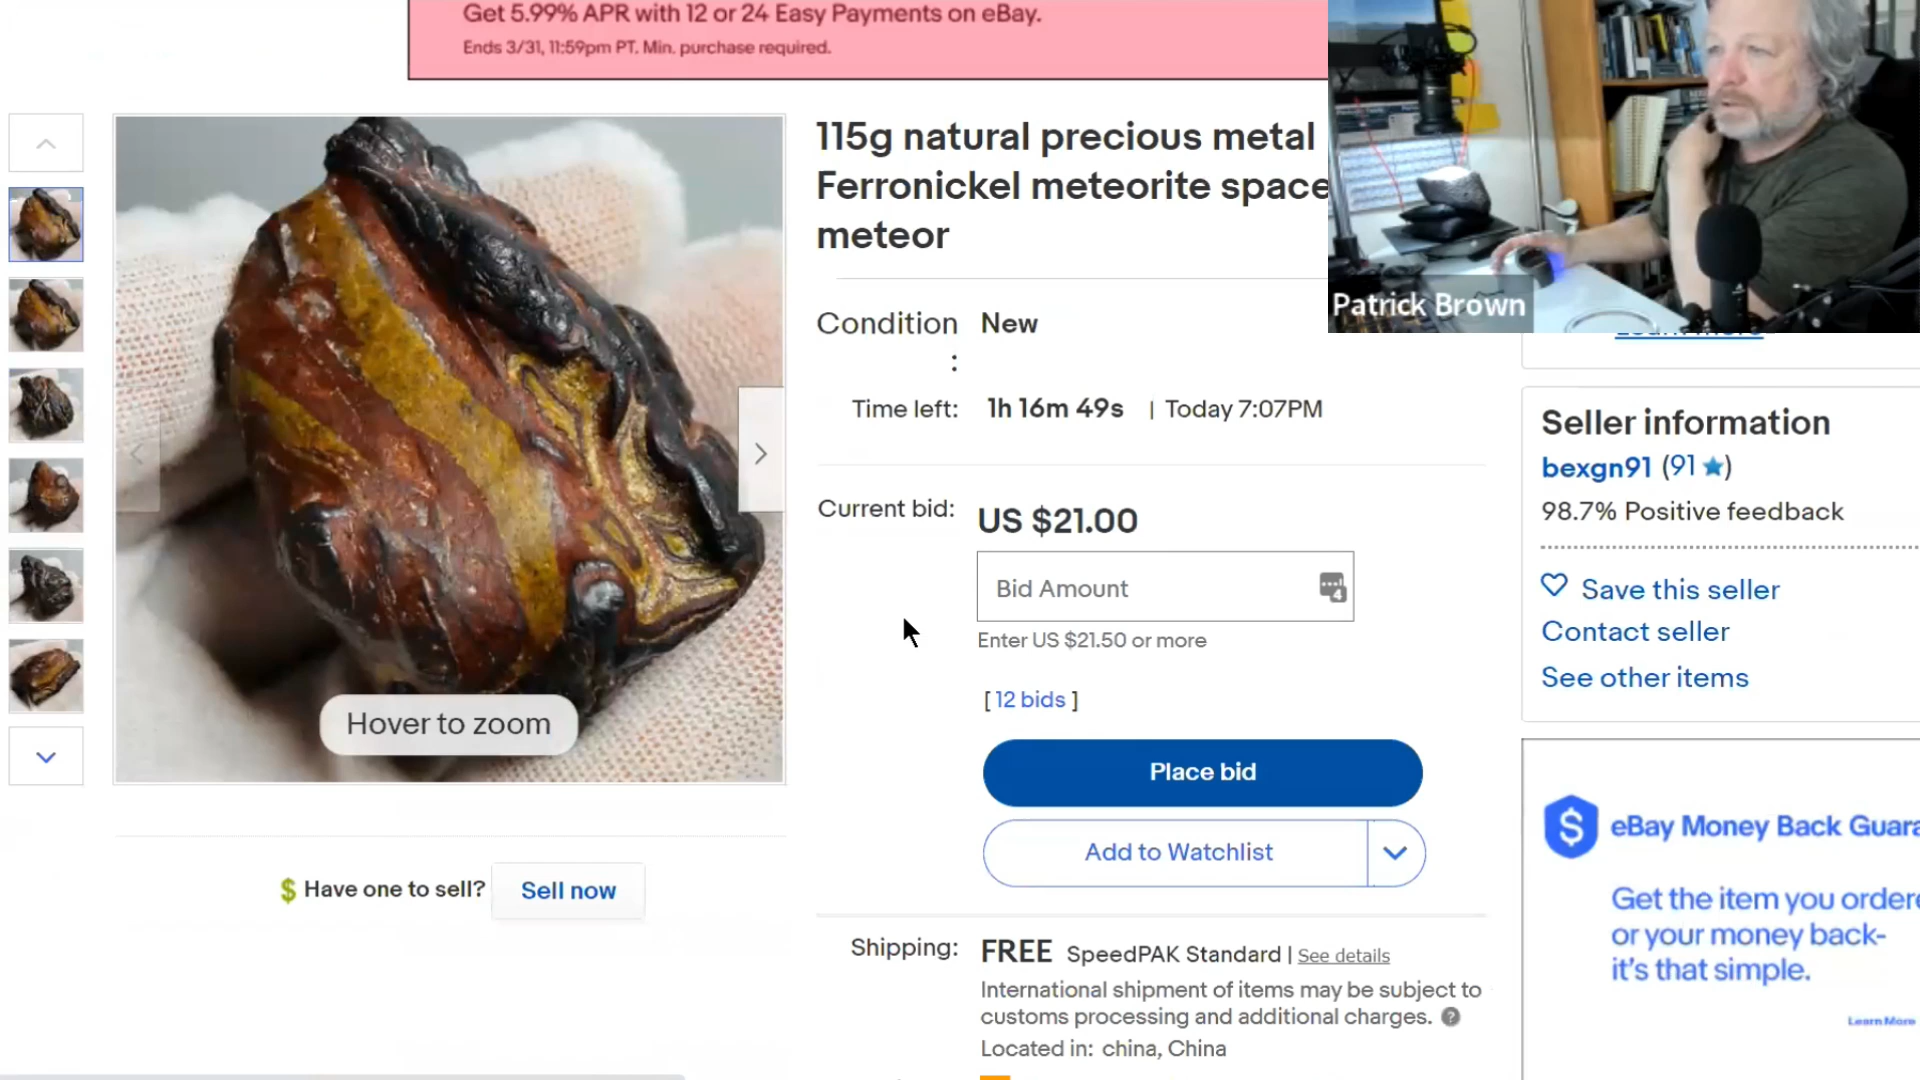 Get 5.99% APR with 12 or 24 Easy Payments on eBay.
Ends 3/31, 11:59pm PT. Min. purchase required.
115g natural precious metal
Ferronickel meteorite space
meteor
Condition
:
New
Time left: 1h 16m 49s | Today 7:07PM
Current bid: US $21.00
Bid Amount
4
Enter US $21.50 or more
[ 12 bids ]
Place bid
Add to Watchlist
Hover to zoom
$ Have one to sell? Sell now
Shipping: FREE SpeedPAK Standard | See details
International shipment of items may be subject to
customs processing and additional charges. ?
Located in: china, China
Patrick Brown
Seller information
bexgn91 (91 ★)
98.7% Positive feedback
Save this seller
Contact seller
See other items
$ eBay Money Back Guara
Get the item you ordere
or your money back-
it's that simple.
Learn More